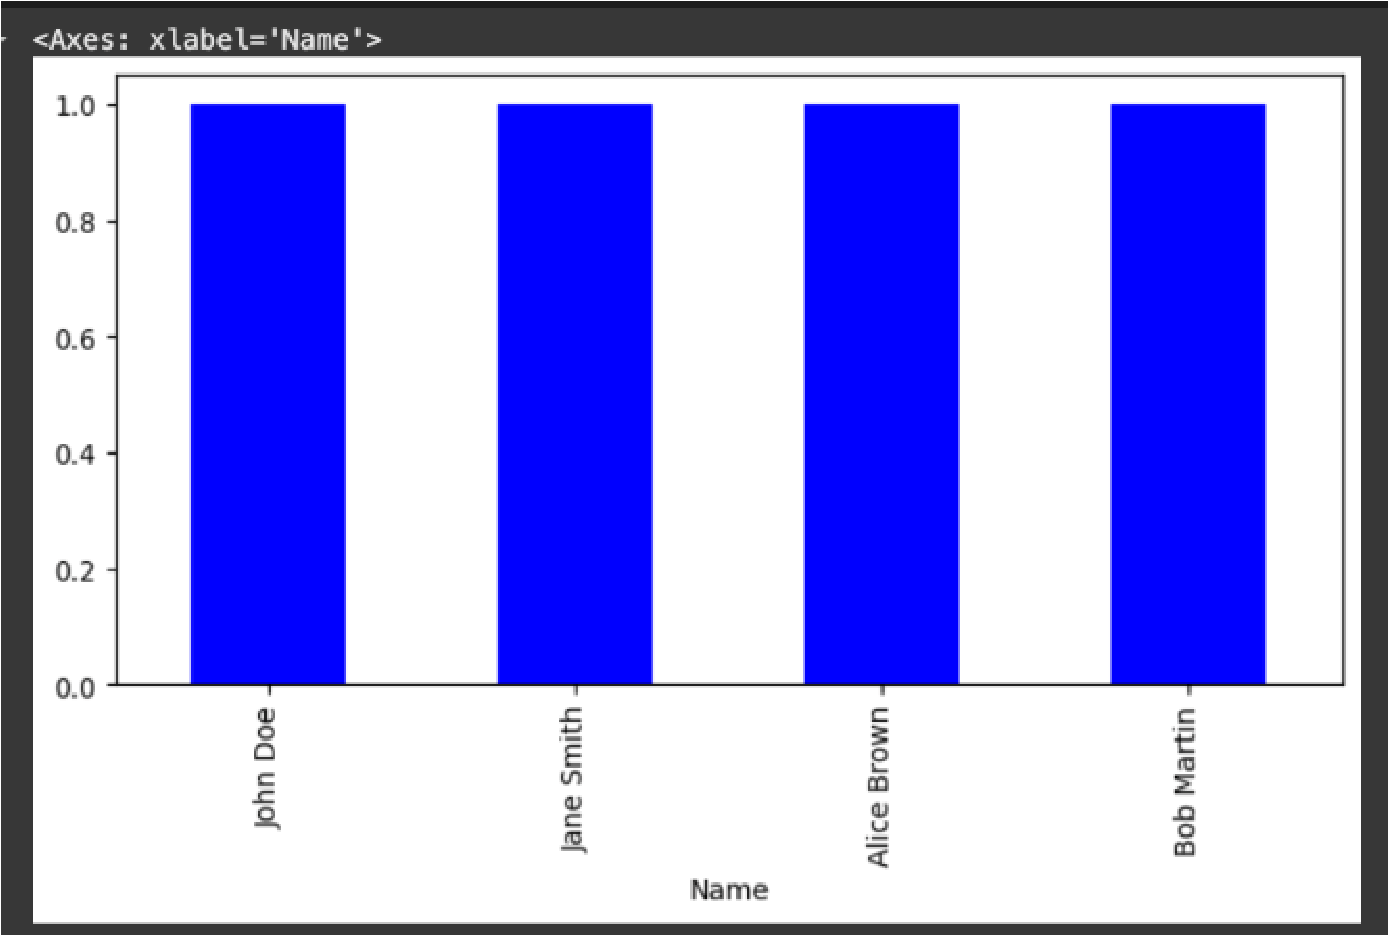 <Axes: xlabel='Name'>
1.0
0.8
0.6
0.4
0.2
0.0
John Doe
Jane Smith
Alice Brown
Bob Martin
Name